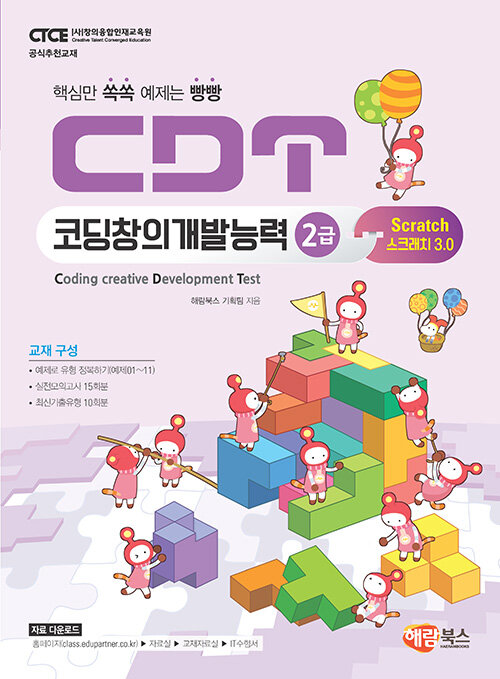 CTCE |사|창의융합인재교육원
Creative Talent Converged Education
공식추천교재
핵심만 쏙쏙 예제는 빵빵
CDT
코딩창의개발능력 2급
Scratch
스크래치 3.0
Coding creative Development Test
해람북스 기획팀 지음
교재 구성
• 예제로 유형 정복하기(예제01~11)
• 실전모의고사 15회분
• 최신기출유형 10회분
자료 다운로드
홈페이지(class.edupartner.co.kr) ▶ 자료실 ▶ 교재자료실 ▶ IT수험서
해람북스
HAERAMBOOKS